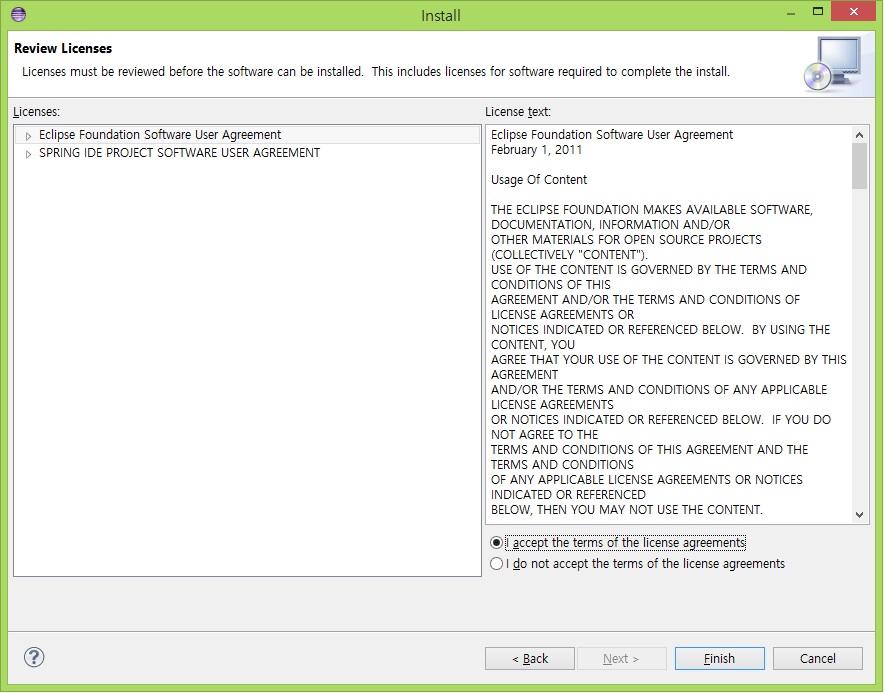 Install
Review Licenses
Licenses must be reviewed before the software can be installed.  This includes licenses for software required to complete the install.
Licenses:
Eclipse Foundation Software User Agreement
SPRING IDE PROJECT SOFTWARE USER AGREEMENT
License text:
Eclipse Foundation Software User Agreement
February 1, 2011
Usage Of Content
THE ECLIPSE FOUNDATION MAKES AVAILABLE SOFTWARE,
DOCUMENTATION, INFORMATION AND/OR
OTHER MATERIALS FOR OPEN SOURCE PROJECTS
(COLLECTIVELY "CONTENT").
USE OF THE CONTENT IS GOVERNED BY THE TERMS AND
CONDITIONS OF THIS
AGREEMENT AND/OR THE TERMS AND CONDITIONS OF
LICENSE AGREEMENTS OR
NOTICES INDICATED OR REFERENCED BELOW.  BY USING THE
CONTENT, YOU
AGREE THAT YOUR USE OF THE CONTENT IS GOVERNED BY THIS
AGREEMENT
AND/OR THE TERMS AND CONDITIONS OF ANY APPLICABLE
LICENSE AGREEMENTS
OR NOTICES INDICATED OR REFERENCED BELOW.  IF YOU DO
NOT AGREE TO THE
TERMS AND CONDITIONS OF THIS AGREEMENT AND THE
TERMS AND CONDITIONS
OF ANY APPLICABLE LICENSE AGREEMENTS OR NOTICES
INDICATED OR REFERENCED
BELOW, THEN YOU MAY NOT USE THE CONTENT.
I accept the terms of the license agreements
I do not accept the terms of the license agreements
?
< Back
Next >
Finish
Cancel